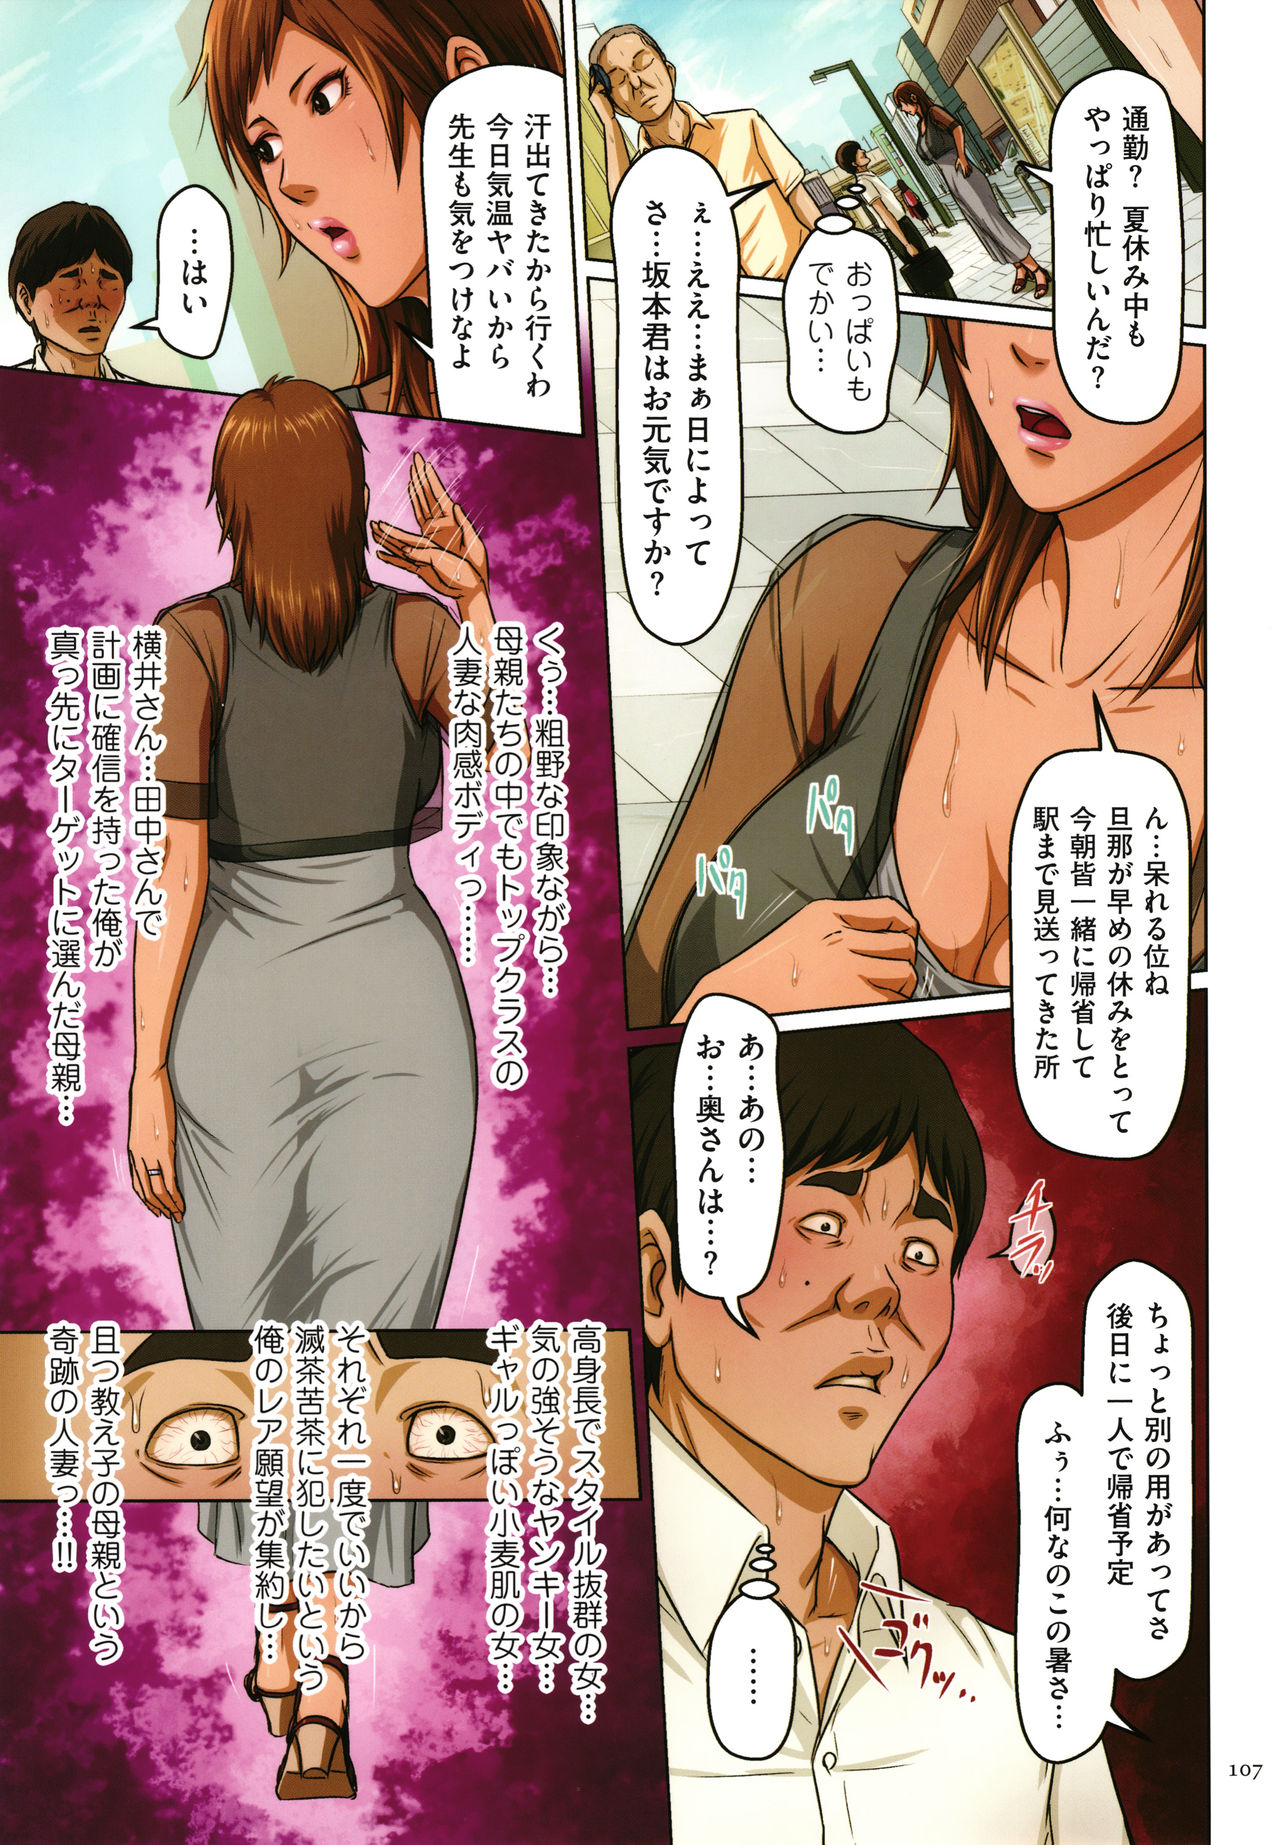 通勤? 夏休み中も
やっぱり忙しいんだ?
おっぱいも
でかい…
ぇ…ええ…まぁ日によって
さ…坂本君はお元気ですか?
ん…呆れる位ね
旦那が早めの休みをとって
今朝皆一緒に帰省して
駅まで見送ってきた所
パタ
パタ
あ…あの…
お…奥さんは…?
チラッ
ちょっと別の用があってさ
後日に一人で帰省予定
ふぅ…何なのこの暑さ…
……
ゴクッ…
汗出てきたから行くわ
今日気温ヤバいから
先生も気をつけなよ
…はい
くぅ…粗野な印象ながら…
母親たちの中でもトップクラスの
人妻な肉感ボディっ……
横井さん…田中さんで
計画に確信を持った俺が
真っ先にターゲットに選んだ母親…
高身長でスタイル抜群の女…
気の強そうなヤンキー女…
ギャルっぽい小麦肌の女…
それぞれ一度でいいから
滅茶苦茶に犯したいという
俺のレア願望が集約し…
且つ教え子の母親という
奇跡の人妻っ…!!
107